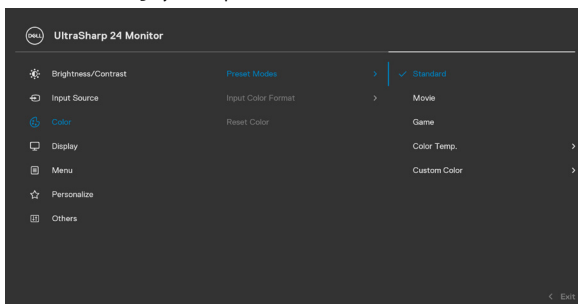 DELL UltraSharp 24 Monitor
Brightness/Contrast Preset Modes > ✓ Standard
Input Source Input Color Format > Movie
Color Reset Color Game
Display Color Temp. >
Menu Custom Color >
Personalize
Others
< Exit